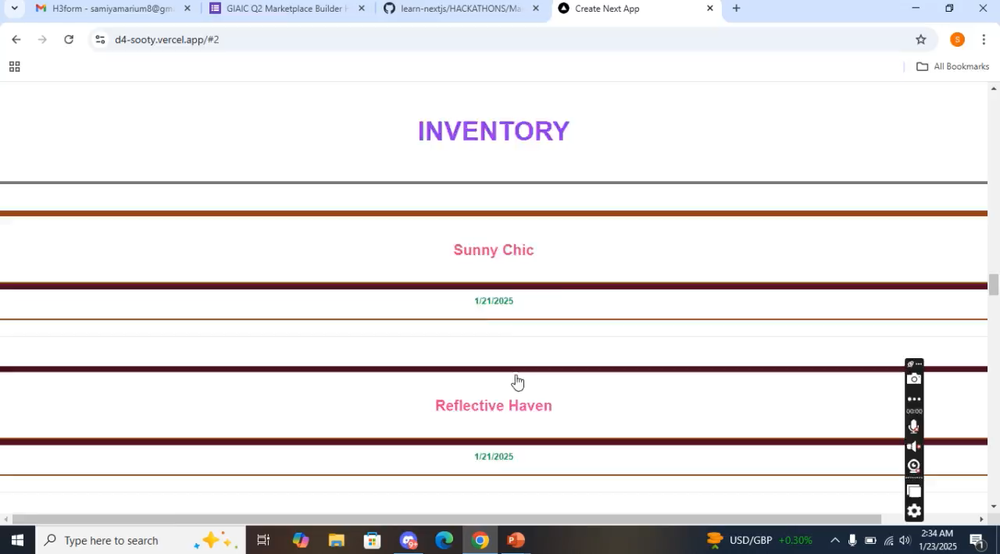 H3form - samiyamarium8@gm
GIAIC Q2 Marketplace Builder H
learn-nextjs/HACKATHONS/Ma
Create Next App
d4-sooty.vercel.app/#2
S
All Bookmarks
INVENTORY
Sunny Chic
1/21/2025
Reflective Haven
1/21/2025
00:00
Type here to search
USD/GBP +0.30%
2:34 AM
1/23/2025
1